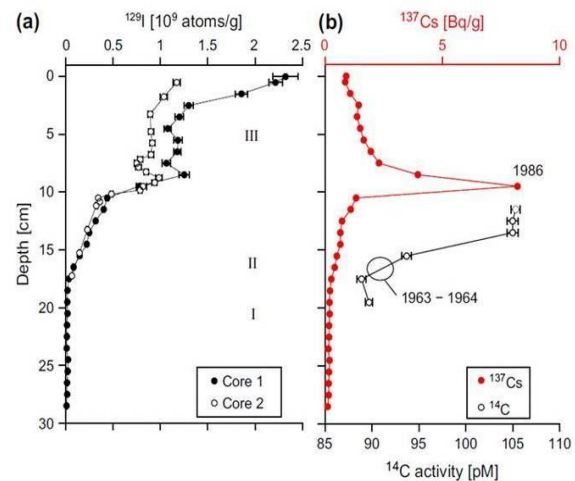 (a)
¹²⁹I [10⁹ atoms/g]
0 0.5 1 1.5 2 2.5
Depth [cm]
0
5
10
15
20
25
30
III
II
I
Core 1
Core 2
(b)
¹³⁷Cs [Bq/g]
0 5 10
1986
1963 – 1964
¹³⁷Cs
¹⁴C
85 90 95 100 105 110
¹⁴C activity [pM]